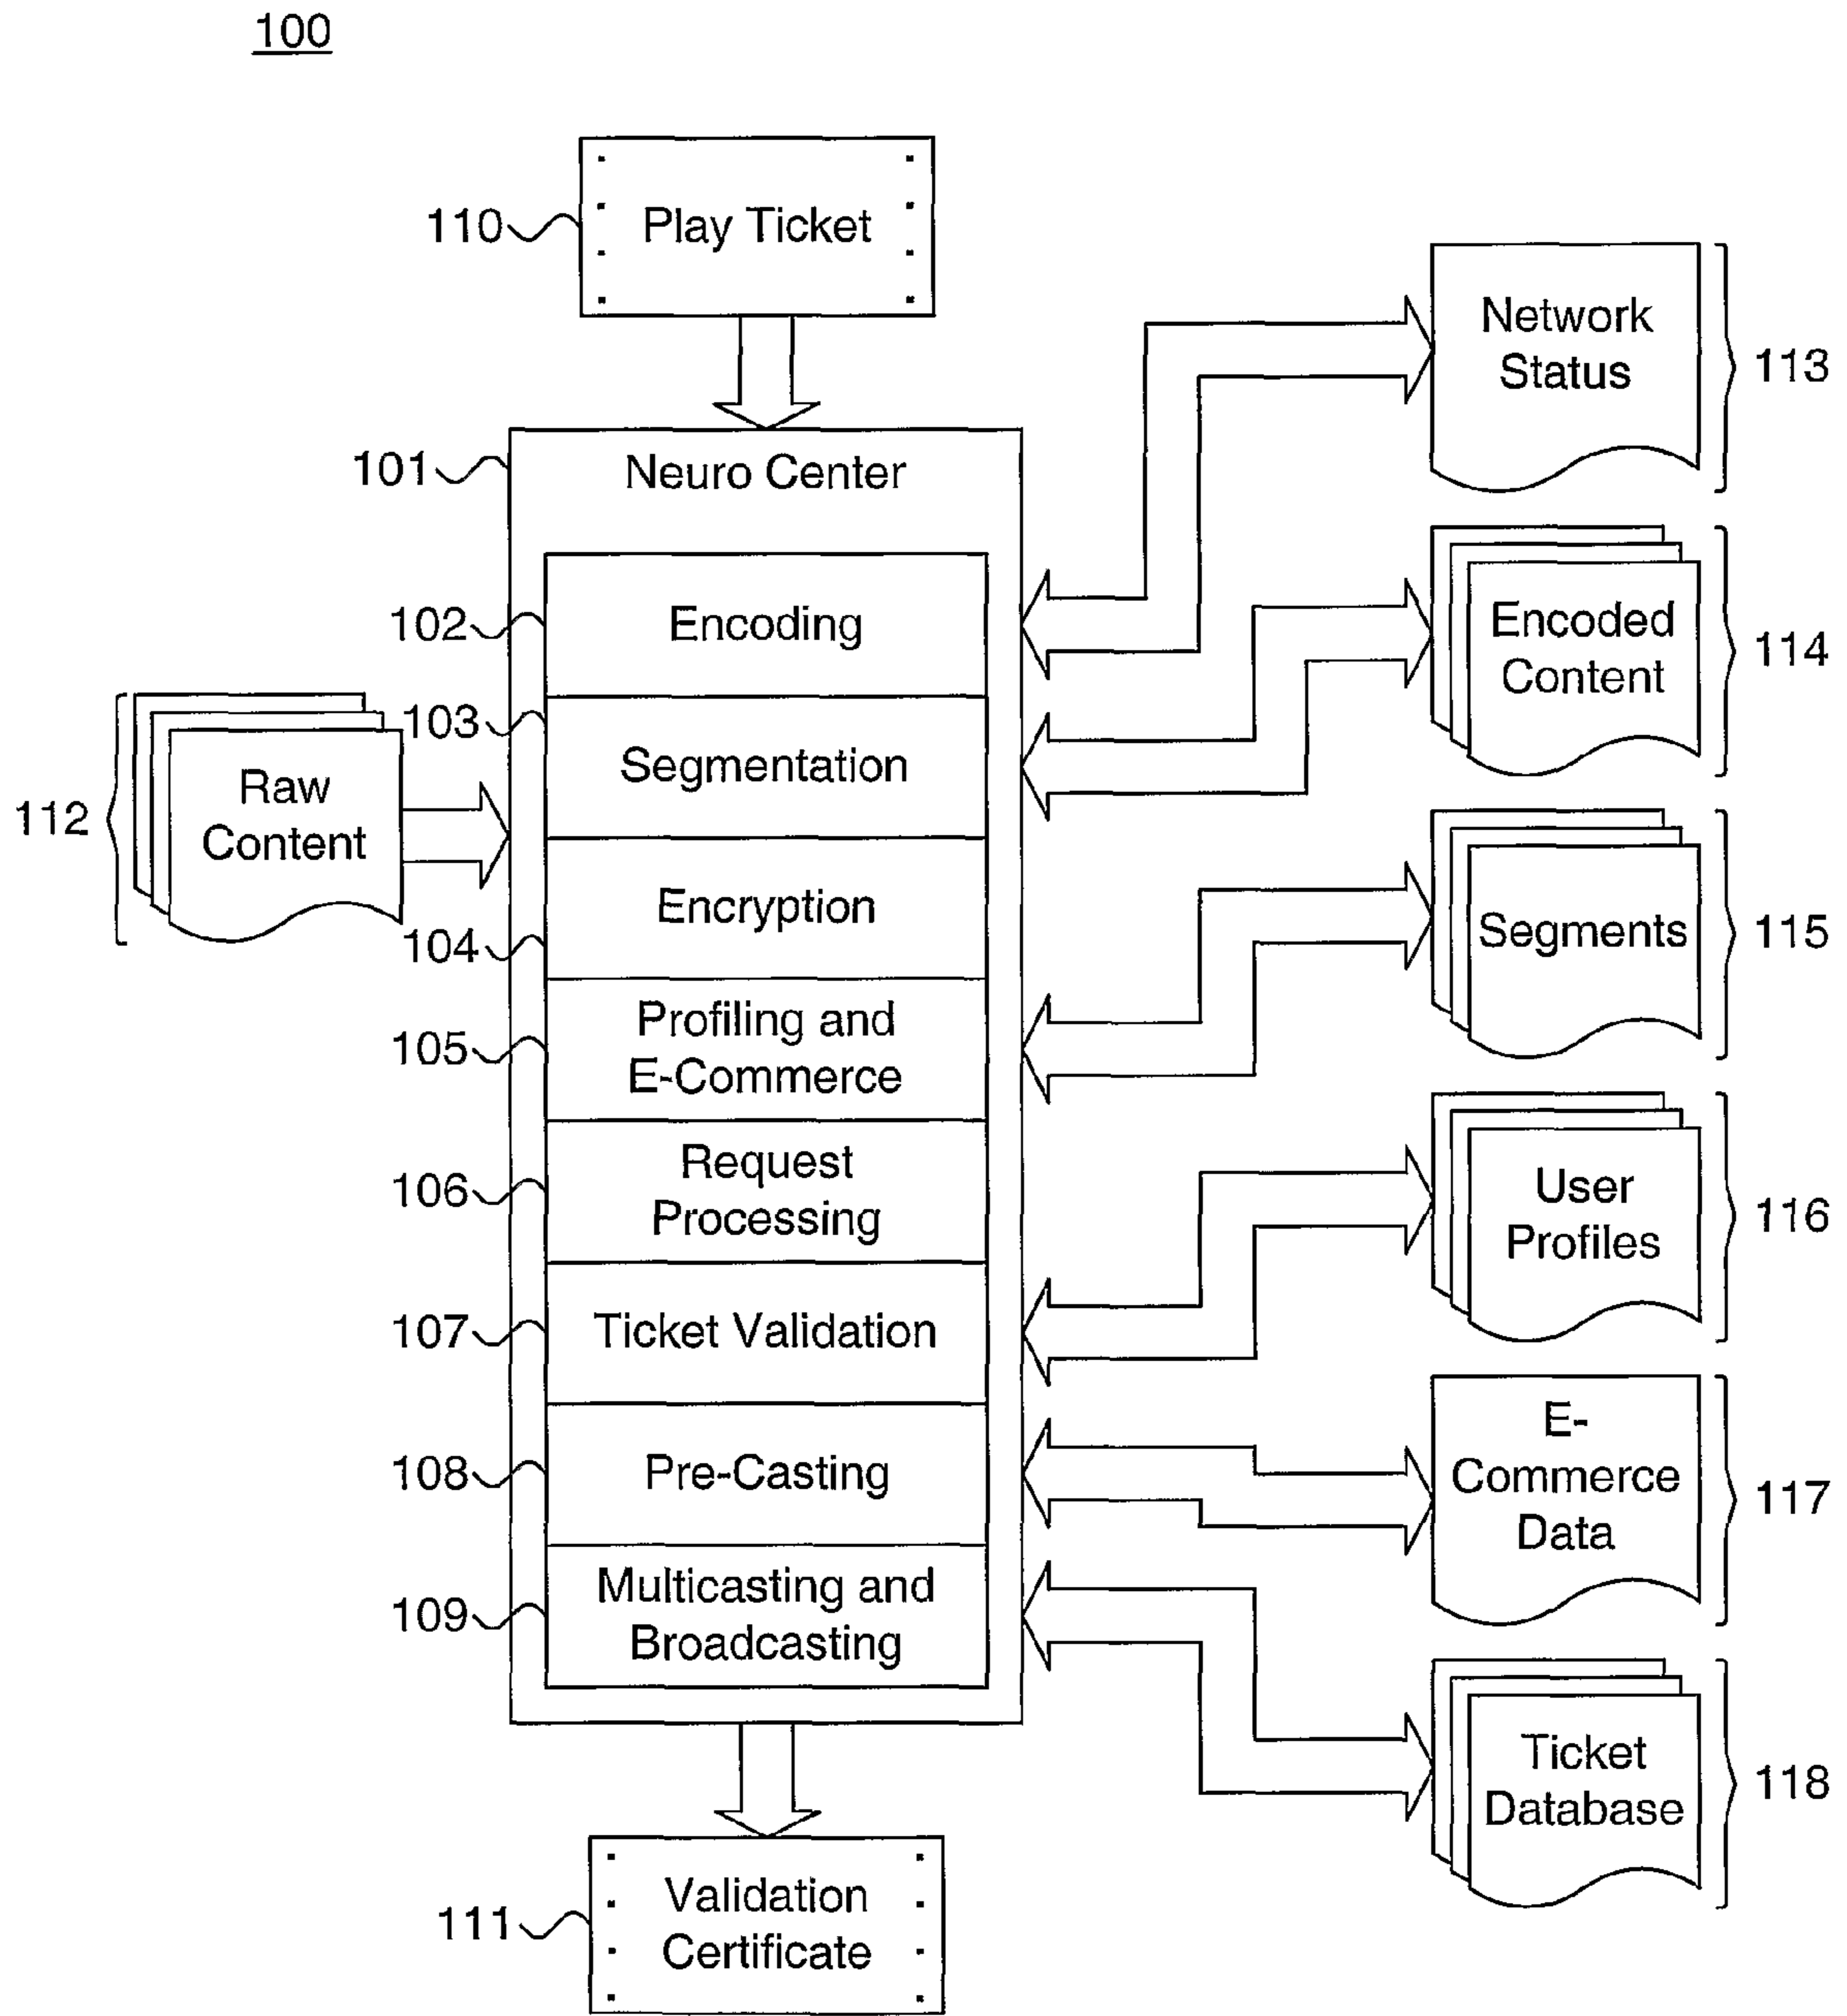 100
110
Play Ticket
Network
Status
113
101
Neuro Center
102
Encoding
Encoded
Content
114
103
Segmentation
112
Raw
Content
104
Encryption
Segments
115
105
Profiling and
E-Commerce
106
Request
Processing
User
Profiles
116
107
Ticket Validation
108
Pre-Casting
E-
Commerce
Data
117
109
Multicasting and
Broadcasting
Ticket
Database
118
111
Validation
Certificate